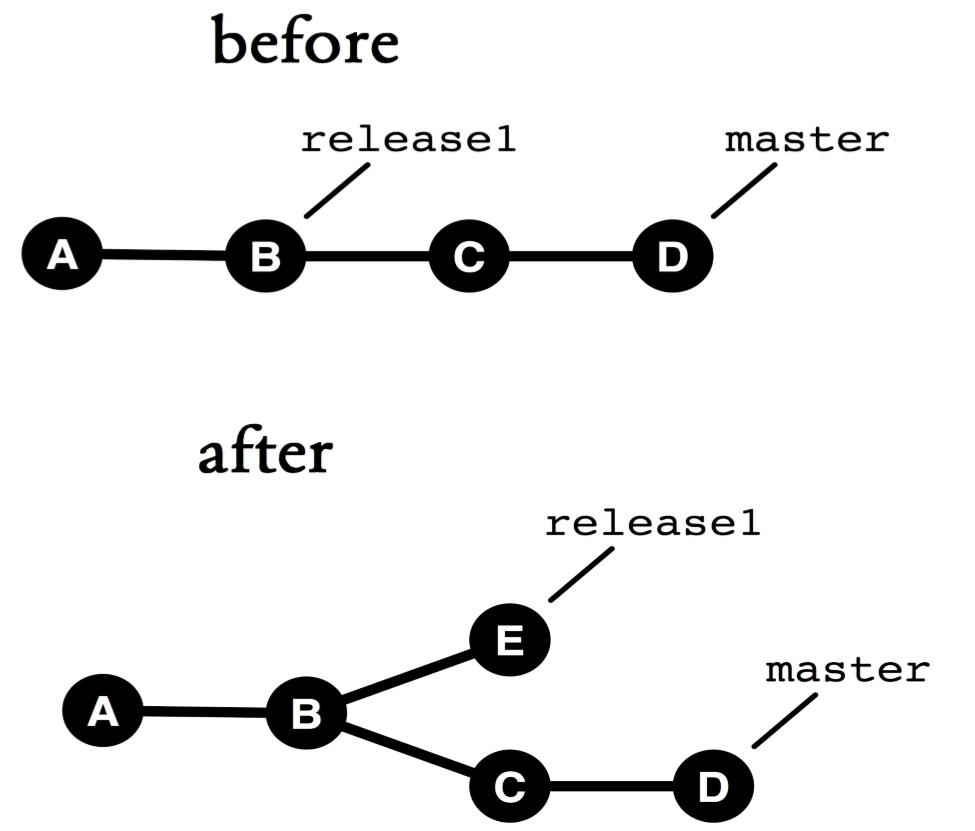 before
release1
master
A B C D
after
release1
E
master
A B
C D